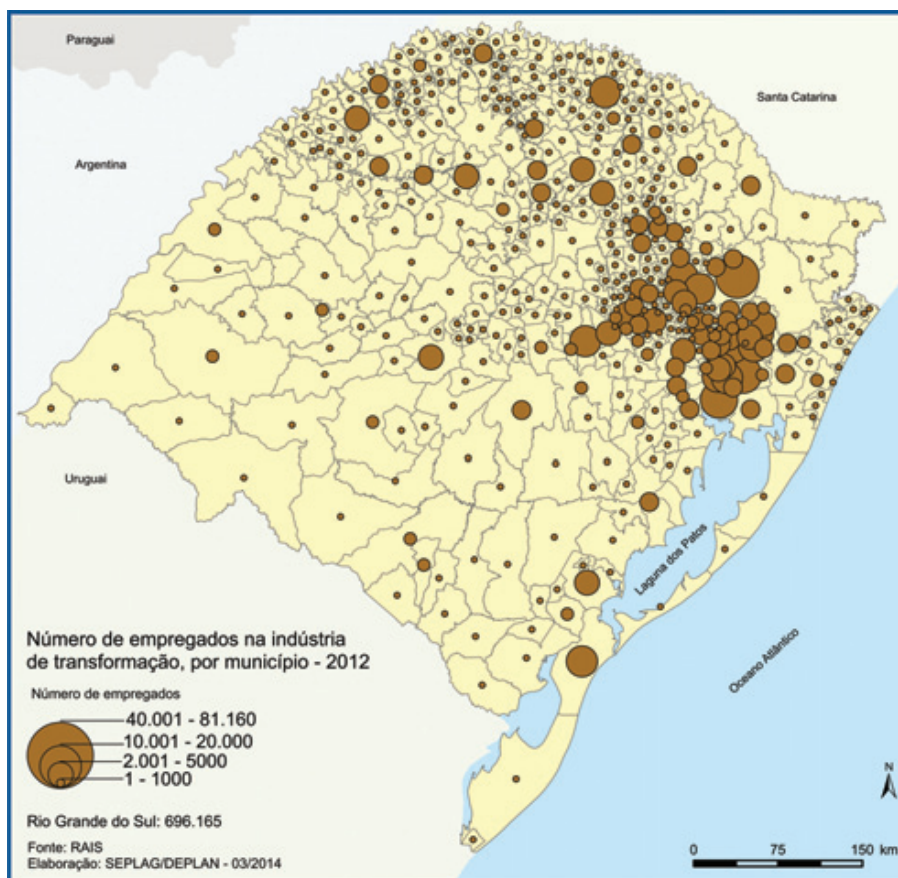 Paraguai
Santa Catarina
Argentina
Uruguai
Laguna dos Patos
Oceano Atlântico
Número de empregados na indústria
de transformação, por município - 2012
Número de empregados
40.001 - 81.160
10.001 - 20.000
2.001 - 5000
1 - 1000
Rio Grande do Sul: 696.165
Fonte: RAIS
Elaboração: SEPLAG/DEPLAN - 03/2014
N
0 75 150 km